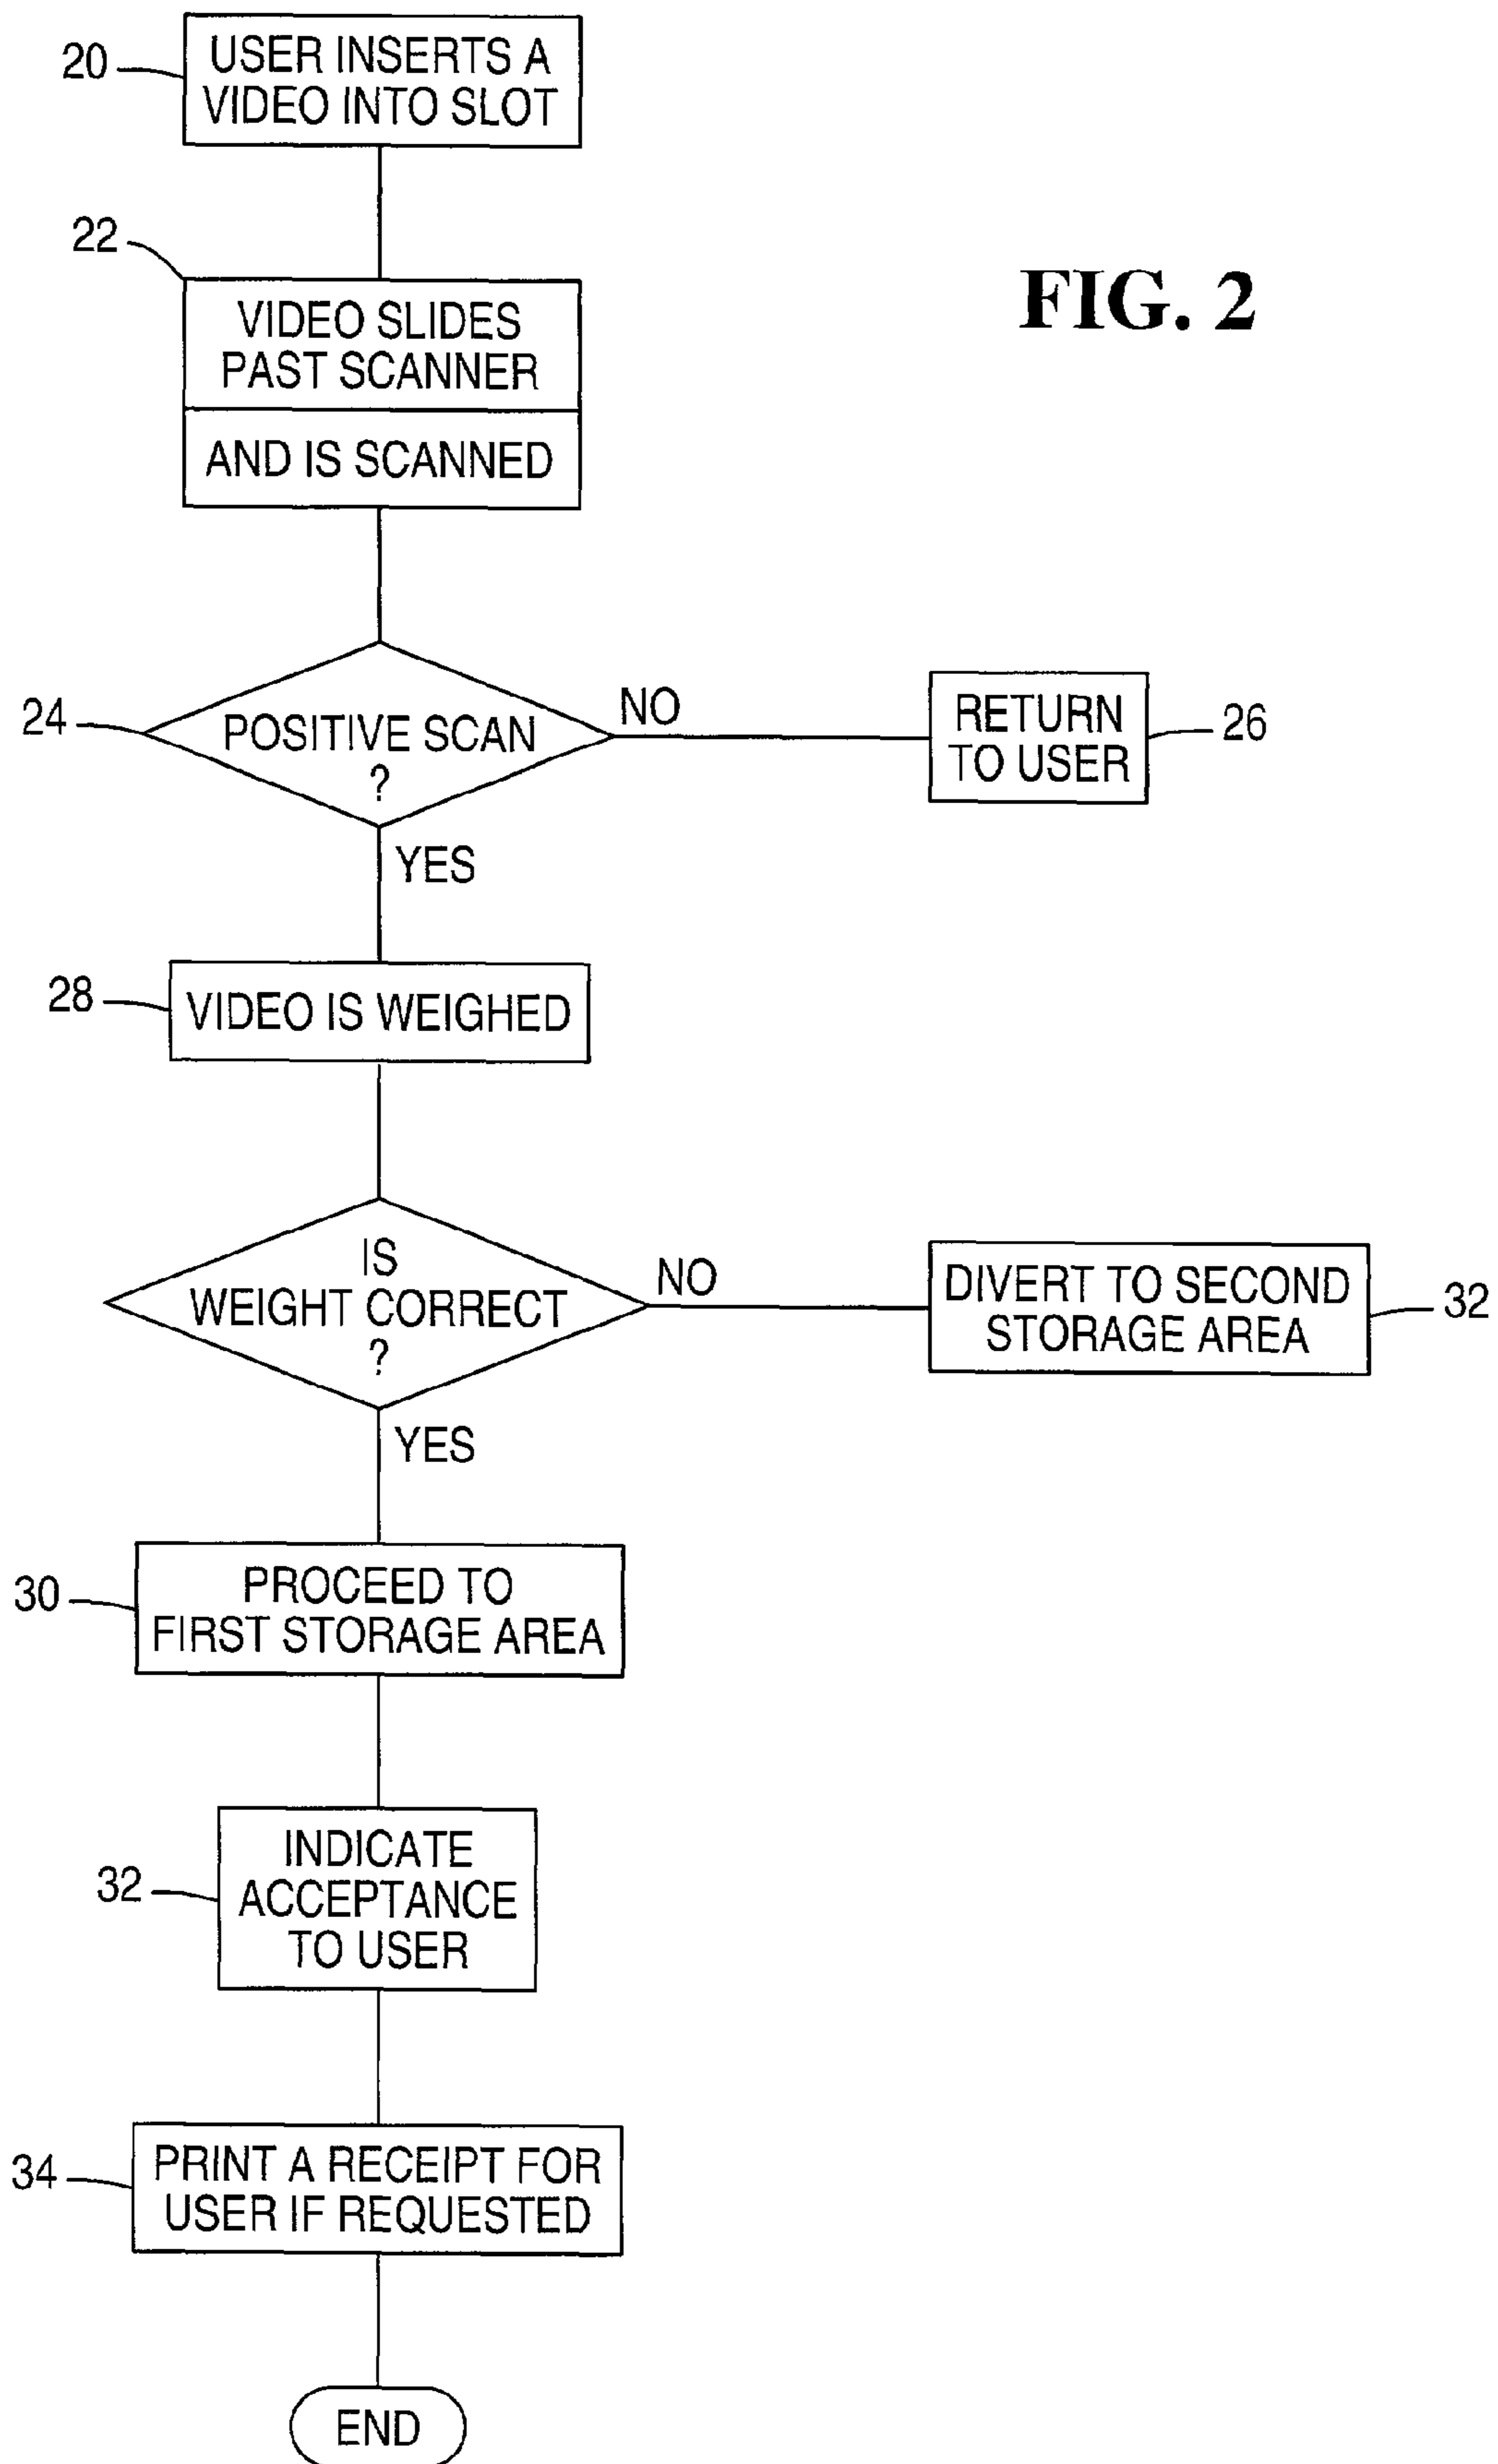 20
USER INSERTS A
VIDEO INTO SLOT
22
VIDEO SLIDES
PAST SCANNER
AND IS SCANNED
FIG. 2
24
POSITIVE SCAN
?
NO
RETURN
TO USER
26
YES
28
VIDEO IS WEIGHED
IS
WEIGHT CORRECT
?
NO
DIVERT TO SECOND
STORAGE AREA
32
YES
30
PROCEED TO
FIRST STORAGE AREA
32
INDICATE
ACCEPTANCE
TO USER
34
PRINT A RECEIPT FOR
USER IF REQUESTED
END